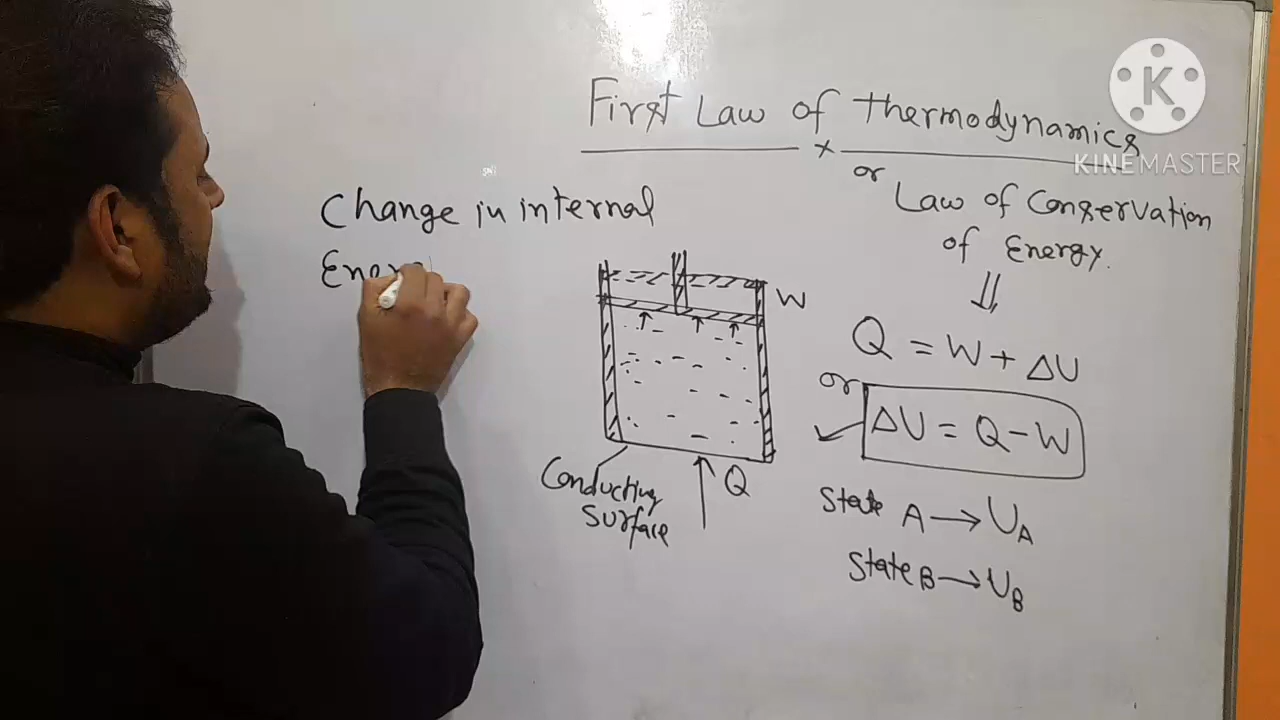 First Law of Thermodynamics
or
Law of Conservation
of Energy.
Q = W + ΔU
or
ΔU = Q - W
State A → U_A
State B → U_B
Change in internal
Ener
W
Conducting
Surface
Q
K
KINEMASTER